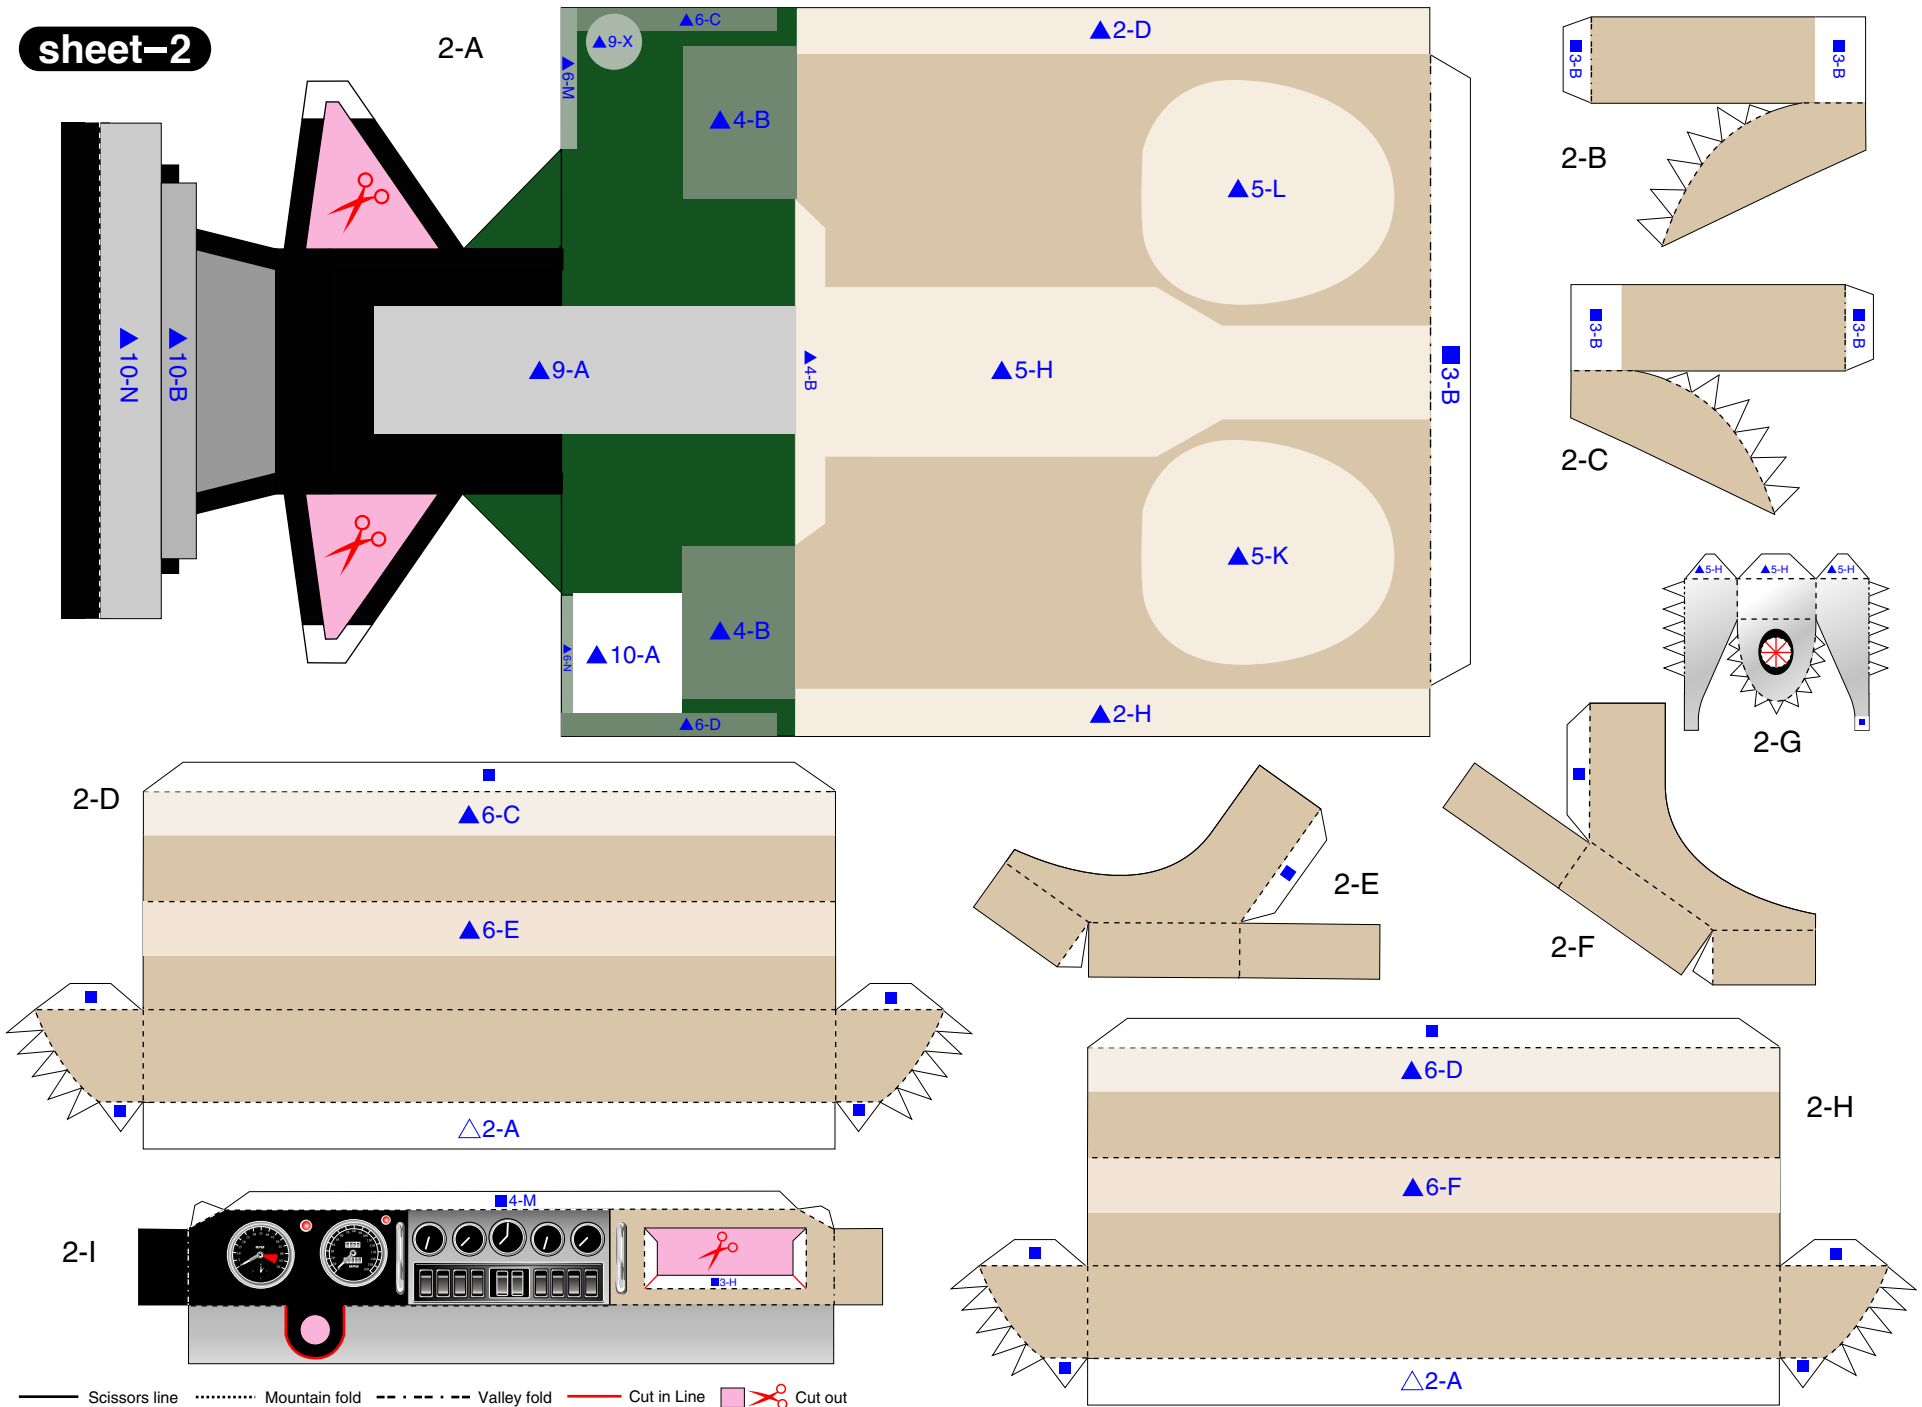 sheet-2
2-A
▲6-C
▲9-X
▲6-M
▲4-B
▲2-D
▲5-L
■3-B
■3-B
2-B
▲10-N
▲10-B
▲9-A
▲4-B
▲5-H
■3-B
■3-B
■3-B
2-C
▲5-K
▲4-B
▲10-A
▲6-N
▲6-D
▲2-H
▲5-H
▲5-H
▲5-H
2-G
2-D
▲6-C
▲6-E
△2-A
2-E
2-F
2-H
▲6-D
▲6-F
△2-A
2-I
■4-M
■3-H
Scissors line
Mountain fold
Valley fold
Cut in Line
Cut out